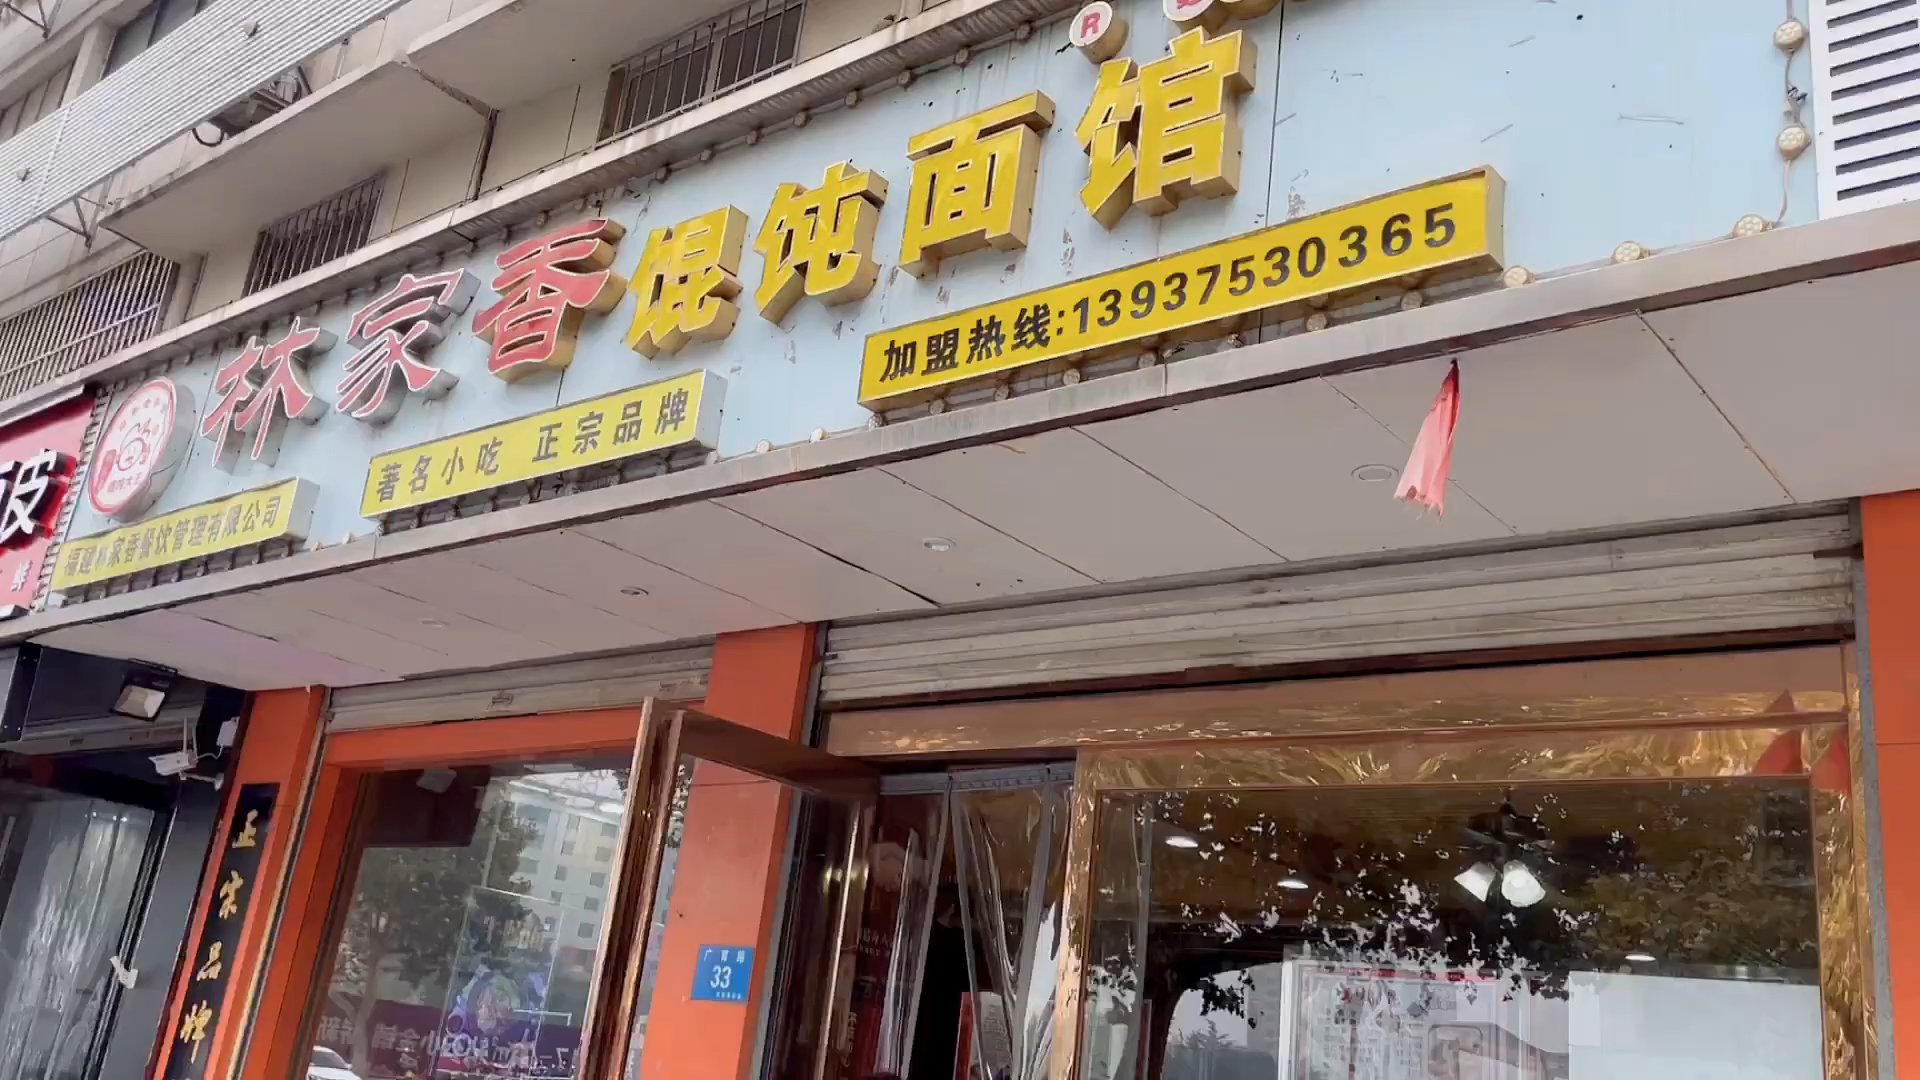 R
林家香馄饨面馆
加盟热线:13937530365
著名小吃 正宗品牌
福建林家香餐饮管理有限公司
皮
鲜
正宗品牌
33